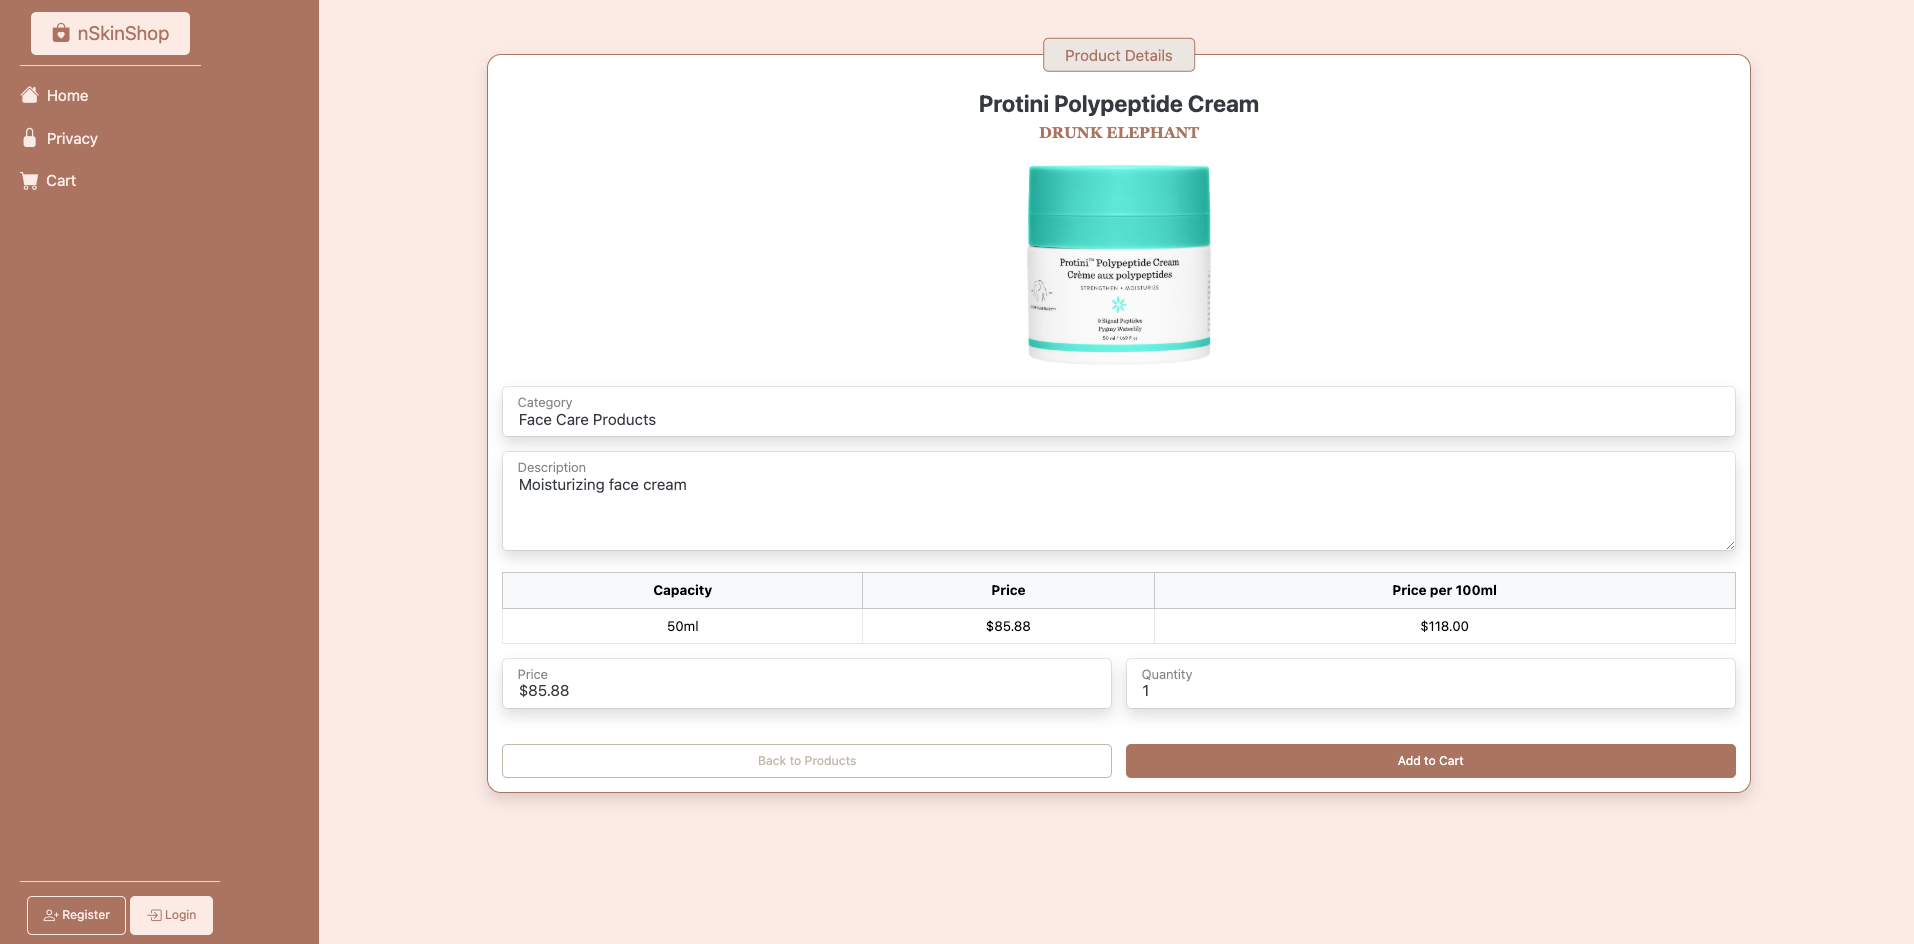 nSkinShop
Home
Privacy
Cart
Register
Login
Product Details
Protini Polypeptide Cream
DRUNK ELEPHANT
Protini™ Polypeptide Cream
Crème aux polypeptides
STRENGTHEN • MOISTURIZE
9 Signal Peptides
Pygmy Waterlily
50 ml / 1.69 fl oz
Category
Face Care Products
Description
Moisturizing face cream
Capacity Price Price per 100ml
50ml $85.88 $118.00
Price
$85.88
Quantity
1
Back to Products
Add to Cart